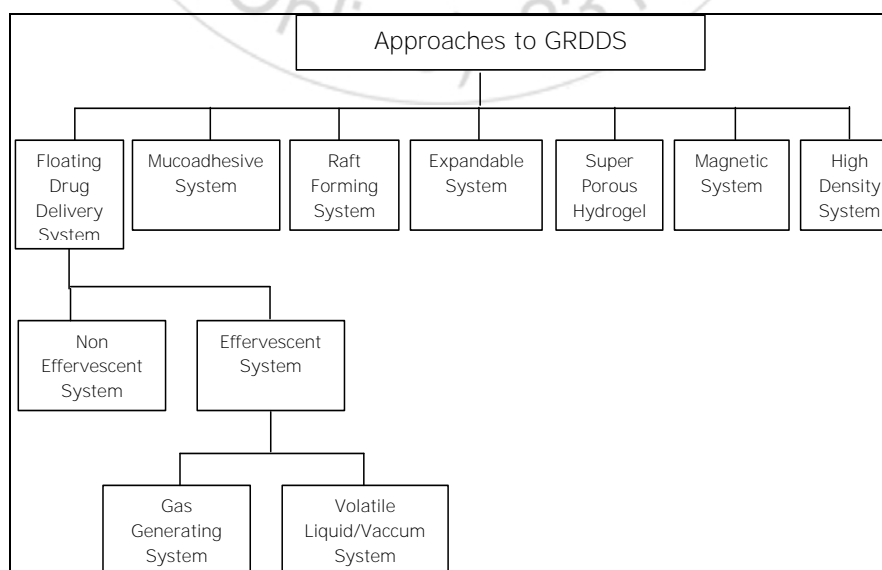 Approaches to GRDDS
Floating
Drug
Delivery
System
Mucoadhesive
System
Raft
Forming
System
Expandable
System
Super
Porous
Hydrogel
Magnetic
System
High
Density
System
Non
Effervescent
System
Effervescent
System
Gas
Generating
System
Volatile
Liquid/Vaccum
System